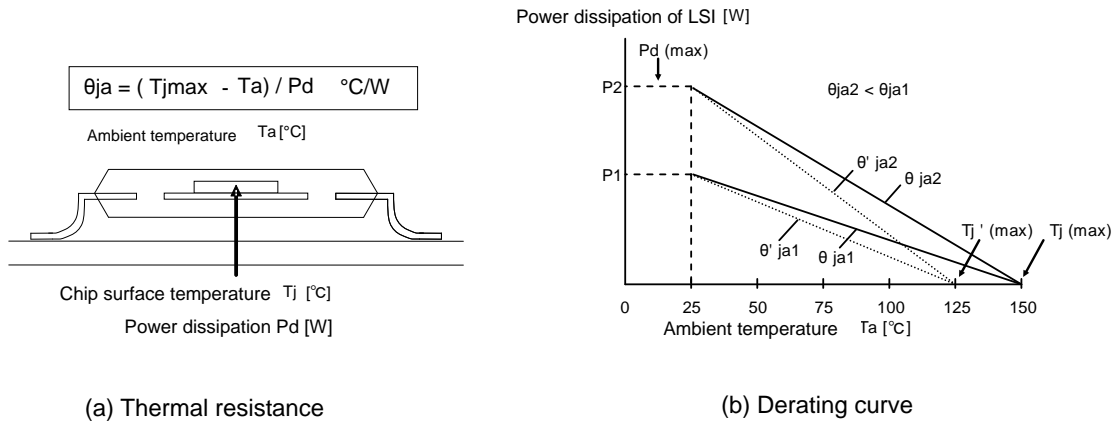 θja = ( Tjmax - Ta) / Pd °C/W
Ambient temperature Ta [°C]
Chip surface temperature Tj [°C]
Power dissipation Pd [W]
(a) Thermal resistance
Power dissipation of LSI [W]
Pd (max)
P2
θja2 < θja1
θ' ja2
θ ja2
P1
θ' ja1
θ ja1
Tj ' (max)
Tj (max)
0 25 50 75 100 125 150
Ambient temperature Ta [°C]
(b) Derating curve